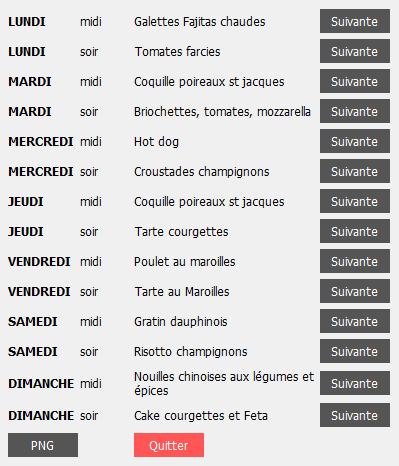 LUNDI midi Galettes Fajitas chaudes Suivante
LUNDI soir Tomates farcies Suivante
MARDI midi Coquille poireaux st jacques Suivante
MARDI soir Briochettes, tomates, mozzarella Suivante
MERCREDI midi Hot dog Suivante
MERCREDI soir Croustades champignons Suivante
JEUDI midi Coquille poireaux st jacques Suivante
JEUDI soir Tarte courgettes Suivante
VENDREDI midi Poulet au maroilles Suivante
VENDREDI soir Tarte au Maroilles Suivante
SAMEDI midi Gratin dauphinois Suivante
SAMEDI soir Risotto champignons Suivante
DIMANCHE midi Nouilles chinoises aux légumes et
épices Suivante
DIMANCHE soir Cake courgettes et Feta Suivante
PNG Quitter